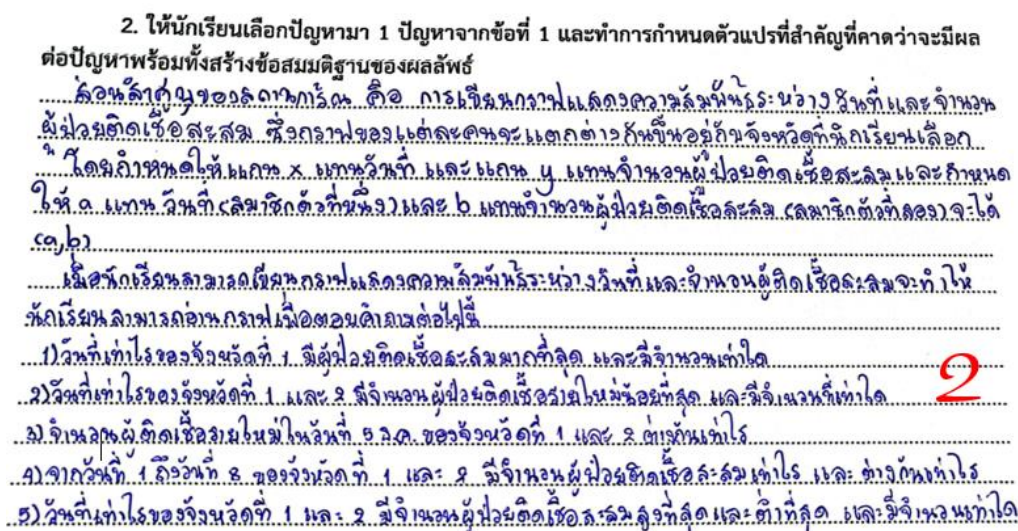 2. ให้นักเรียนเลือกปัญหามา 1 ปัญหาจากข้อที่ 1 และทำการกำหนดตัวแปรที่สำคัญที่คาดว่าจะมีผล
ต่อปัญหาพร้อมทั้งสร้างข้อสมมติฐานของผลลัพธ์
ส่วนสำคัญของสถานการณ์ คือ การเขียนกราฟแสดงความสัมพันธ์ระหว่างวันที่และจำนวน
ผู้ป่วยติดเชื้อสะสม ซึ่งกราฟของแต่ละคนจะแตกต่างกันขึ้นอยู่กับจังหวัดที่นักเรียนเลือก
โดยกำหนดให้แกน x แทนวันที่ และแกน y แทนจำนวนผู้ป่วยติดเชื้อสะสมและกำหนด
ให้ a แทน วันที่ (สมาชิกตัวที่หนึ่ง) และ b แทนจำนวนผู้ป่วยติดเชื้อสะสม (สมาชิกตัวที่สอง) จะได้
(a,b)
เมื่อนักเรียนสามารถเขียนกราฟแสดงความสัมพันธ์ระหว่างวันที่และจำนวนผู้ติดเชื้อสะสมจะทำให้
นักเรียนสามารถอ่านกราฟเพื่อตอบคำถามต่อไปนี้
1) วันที่เท่าไรของจังหวัดที่ 1 มีผู้ป่วยติดเชื้อสะสมมากที่สุด และมีจำนวนเท่าใด
2) วันที่เท่าไรของจังหวัดที่ 1 และ 2 มีจำนวนผู้ป่วยติดเชื้อรายใหม่น้อยที่สุด และมีจำนวนที่เท่าใด
2
3) จำนวนผู้ติดเชื้อรายใหม่ในวันที่ 5 ธ.ค. ของจังหวัดที่ 1 และ 2 ต่างกันเท่าไร
4) จากวันที่ 1 ถึงวันที่ 8 ของจังหวัดที่ 1 และ 2 มีจำนวนผู้ป่วยติดเชื้อสะสมเท่าไร และ ต่างกันเท่าไร
5) วันที่เท่าไรของจังหวัดที่ 1 และ 2 มีจำนวนผู้ป่วยติดเชื้อสะสมสูงที่สุดและต่ำที่สุด และมีจำนวนเท่าใด